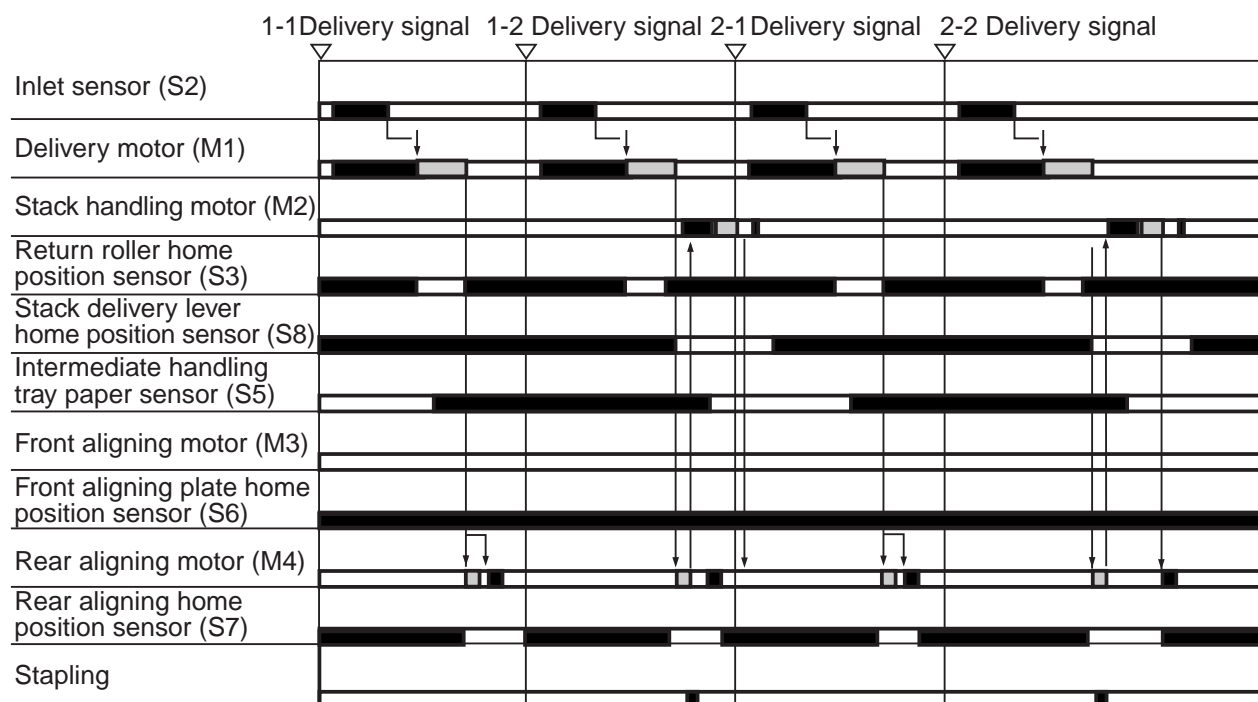 1-1Delivery signal 1-2 Delivery signal 2-1Delivery signal 2-2 Delivery signal
Inlet sensor (S2)
Delivery motor (M1)
Stack handling motor (M2)
Return roller home
position sensor (S3)
Stack delivery lever
home position sensor (S8)
Intermediate handling
tray paper sensor (S5)
Front aligning motor (M3)
Front aligning plate home
position sensor (S6)
Rear aligning motor (M4)
Rear aligning home
position sensor (S7)
Stapling